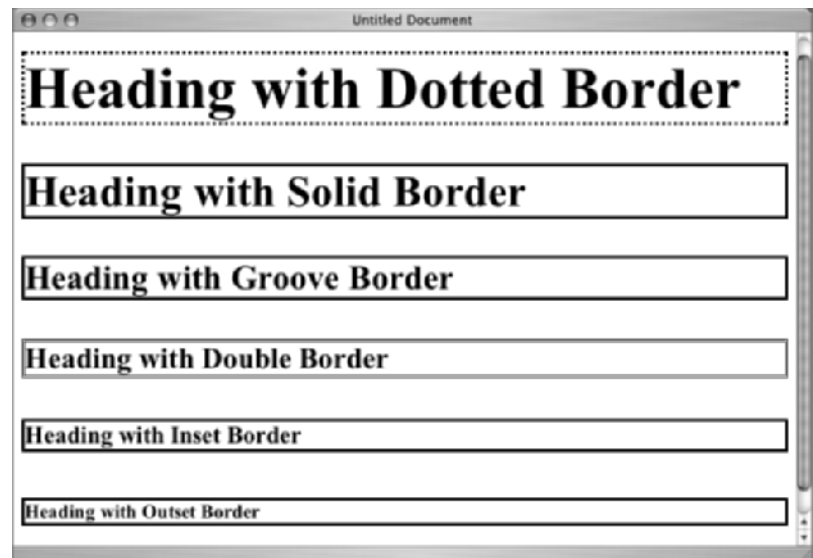 Untitled Document
Heading with Dotted Border
Heading with Solid Border
Heading with Groove Border
Heading with Double Border
Heading with Inset Border
Heading with Outset Border